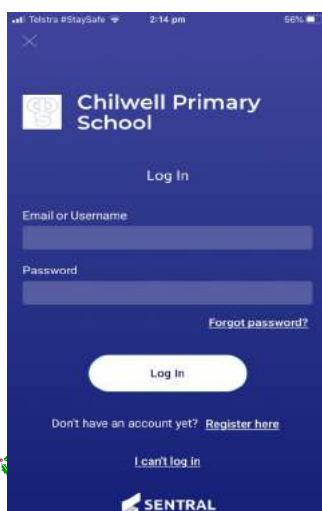 Telstra #StaySafe 2:14 pm 56%
Chilwell Primary
School
Log In
Email or Username
Password
Forgot password?
Log In
Don't have an account yet? Register here
I can't log in
SENTRAL